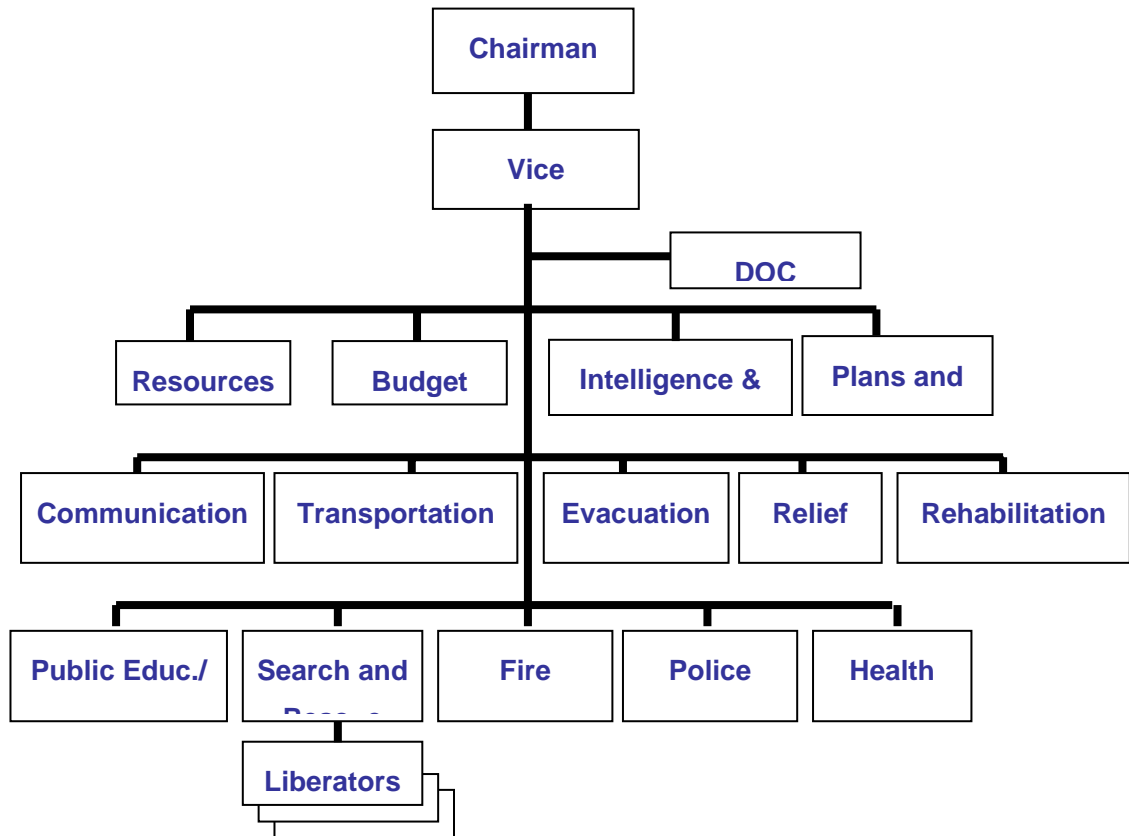 Chairman
Vice
DOC
Resources
Budget
Intelligence &
Plans and
Communication
Transportation
Evacuation
Relief
Rehabilitation
Public Educ./
Search and
Fire
Police
Health
Liberators